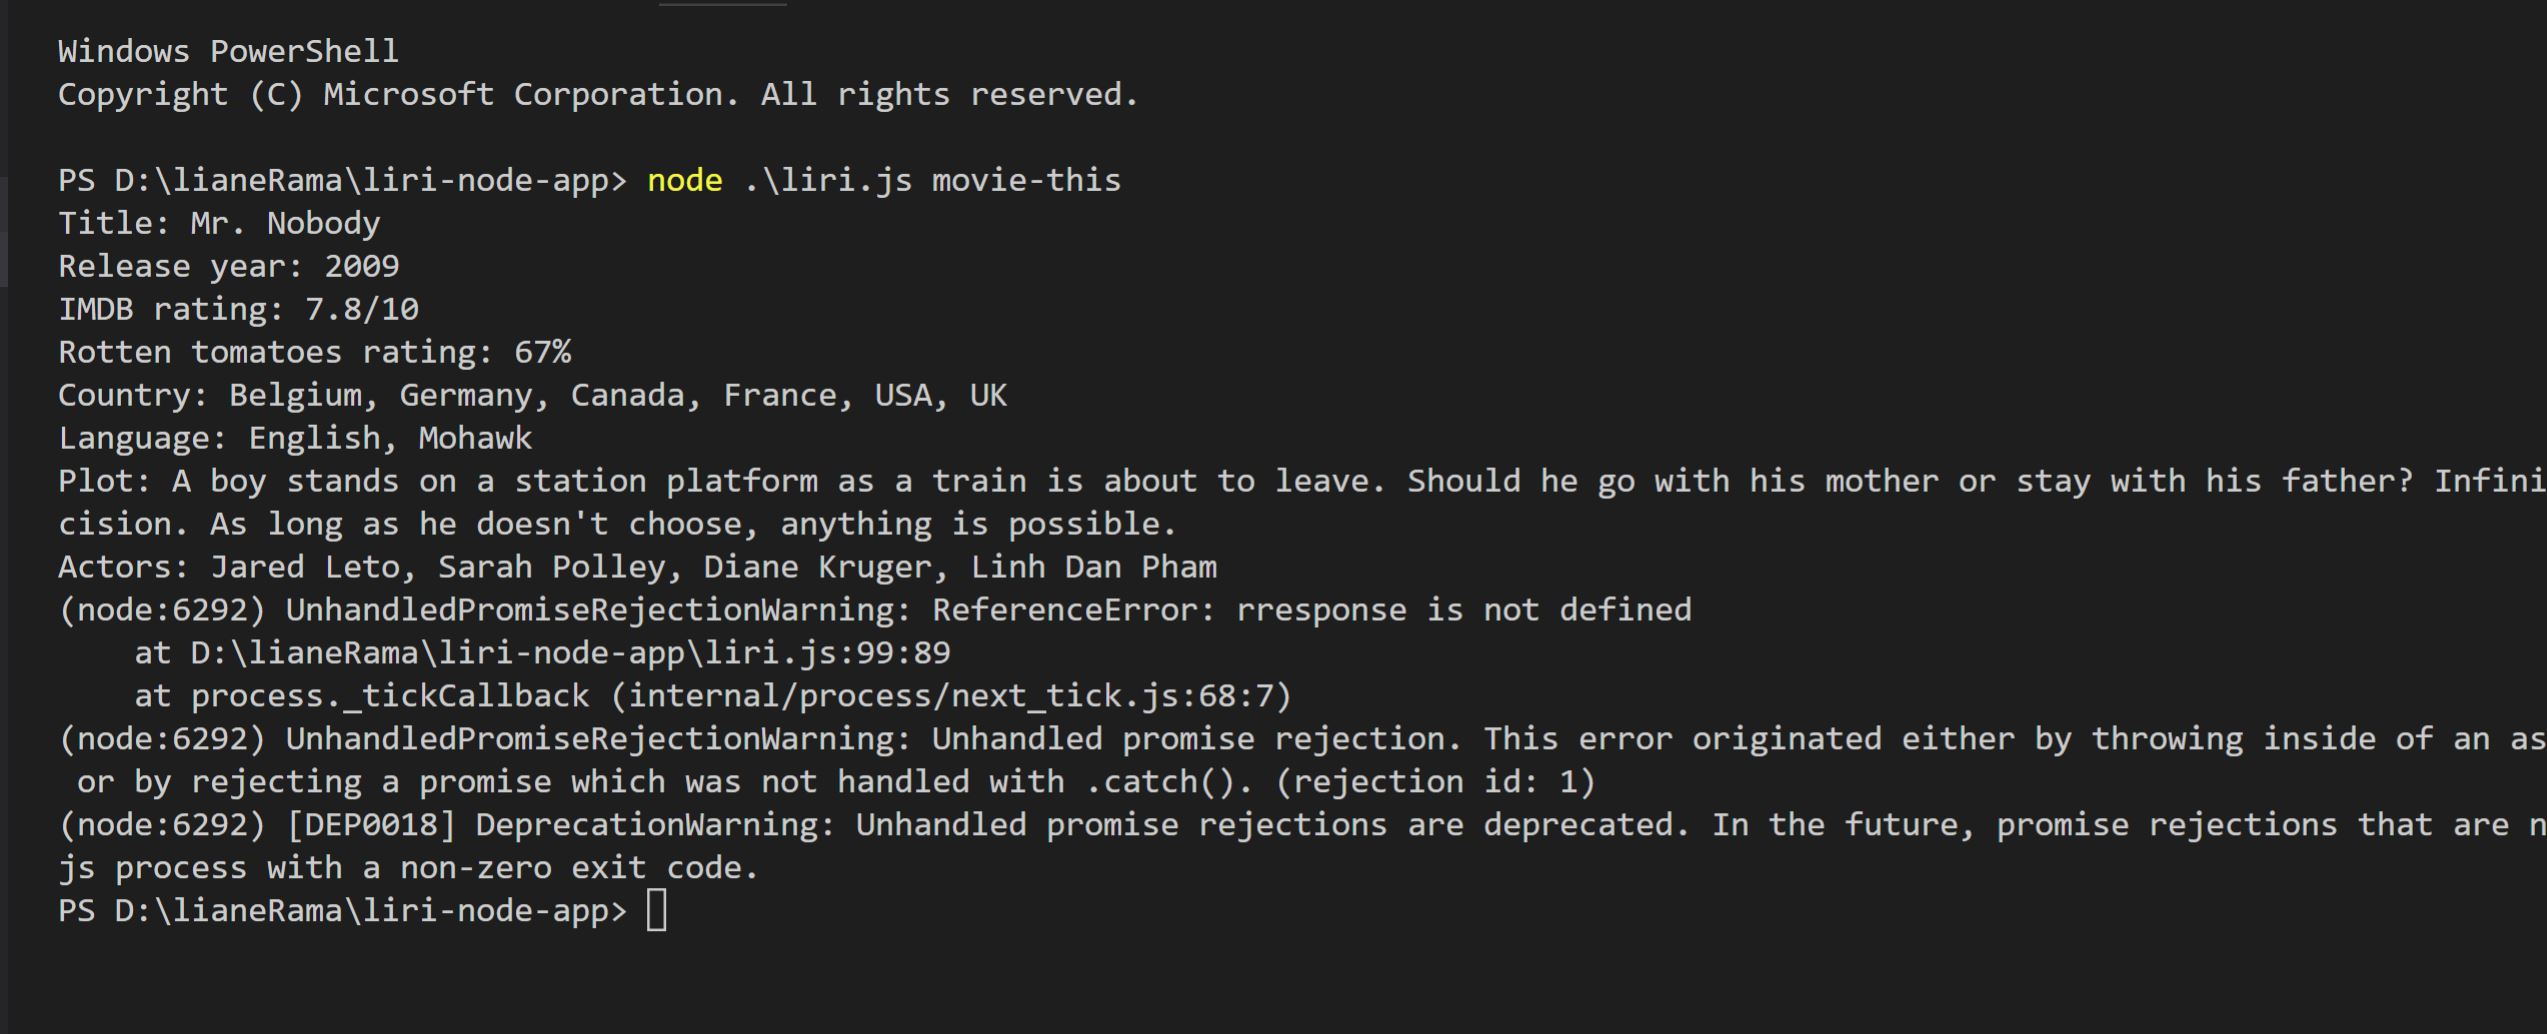 Windows PowerShell
Copyright (C) Microsoft Corporation. All rights reserved.
PS D:\lianeRama\liri-node-app> node .\liri.js movie-this
Title: Mr. Nobody
Release year: 2009
IMDB rating: 7.8/10
Rotten tomatoes rating: 67%
Country: Belgium, Germany, Canada, France, USA, UK
Language: English, Mohawk
Plot: A boy stands on a station platform as a train is about to leave. Should he go with his mother or stay with his father? Infini
cision. As long as he doesn't choose, anything is possible.
Actors: Jared Leto, Sarah Polley, Diane Kruger, Linh Dan Pham
(node:6292) UnhandledPromiseRejectionWarning: ReferenceError: rresponse is not defined
    at D:\lianeRama\liri-node-app\liri.js:99:89
    at process._tickCallback (internal/process/next_tick.js:68:7)
(node:6292) UnhandledPromiseRejectionWarning: Unhandled promise rejection. This error originated either by throwing inside of an as
 or by rejecting a promise which was not handled with .catch(). (rejection id: 1)
(node:6292) [DEP0018] DeprecationWarning: Unhandled promise rejections are deprecated. In the future, promise rejections that are n
js process with a non-zero exit code.
PS D:\lianeRama\liri-node-app>